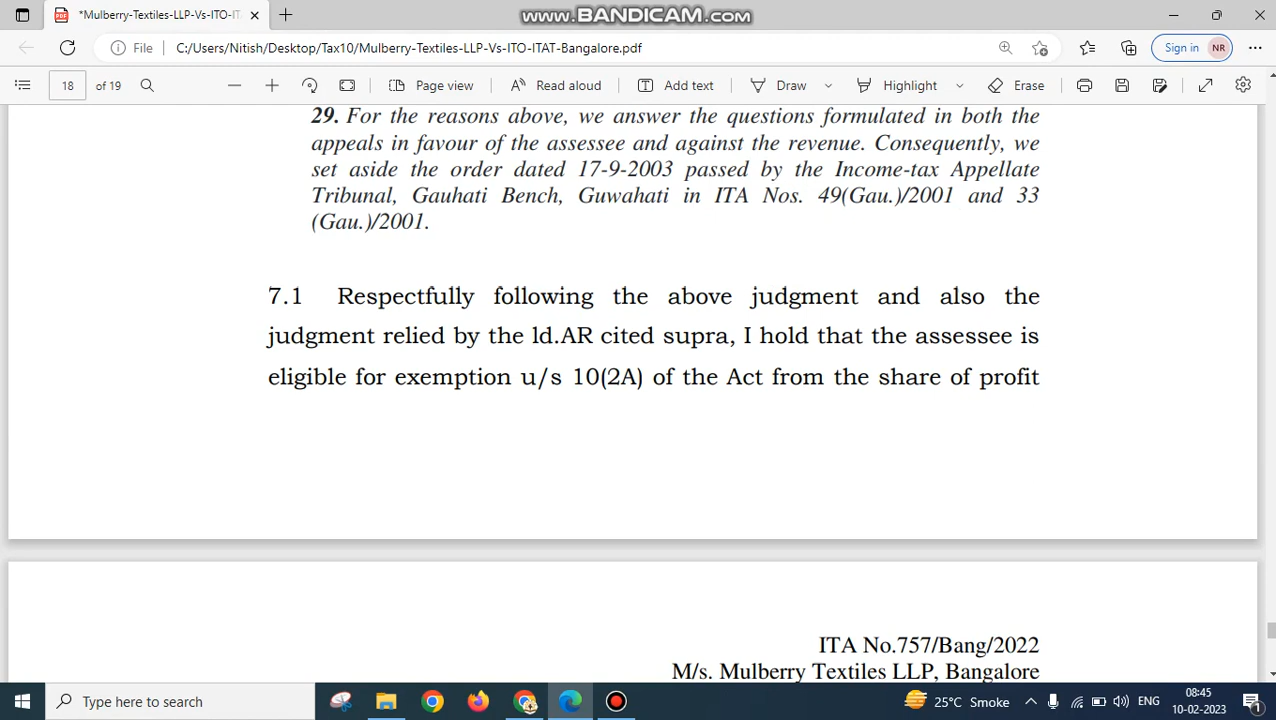 *Mulberry-Textiles-LLP-Vs-ITO-IT
www.BANDICAM.com
File
C:/Users/Nitish/Desktop/Tax10/Mulberry-Textiles-LLP-Vs-ITO-ITAT-Bangalore.pdf
Sign in NR
18 of 19
Page view
Read aloud
Add text
Draw
Highlight
Erase
29. For the reasons above, we answer the questions formulated in both the
appeals in favour of the assessee and against the revenue. Consequently, we
set aside the order dated 17-9-2003 passed by the Income-tax Appellate
Tribunal, Gauhati Bench, Guwahati in ITA Nos. 49(Gau.)/2001 and 33
(Gau.)/2001.
7.1 Respectfully following the above judgment and also the
judgment relied by the ld.AR cited supra, I hold that the assessee is
eligible for exemption u/s 10(2A) of the Act from the share of profit
ITA No.757/Bang/2022
M/s. Mulberry Textiles LLP, Bangalore
Type here to search
25°C Smoke
ENG
08:45
10-02-2023
1